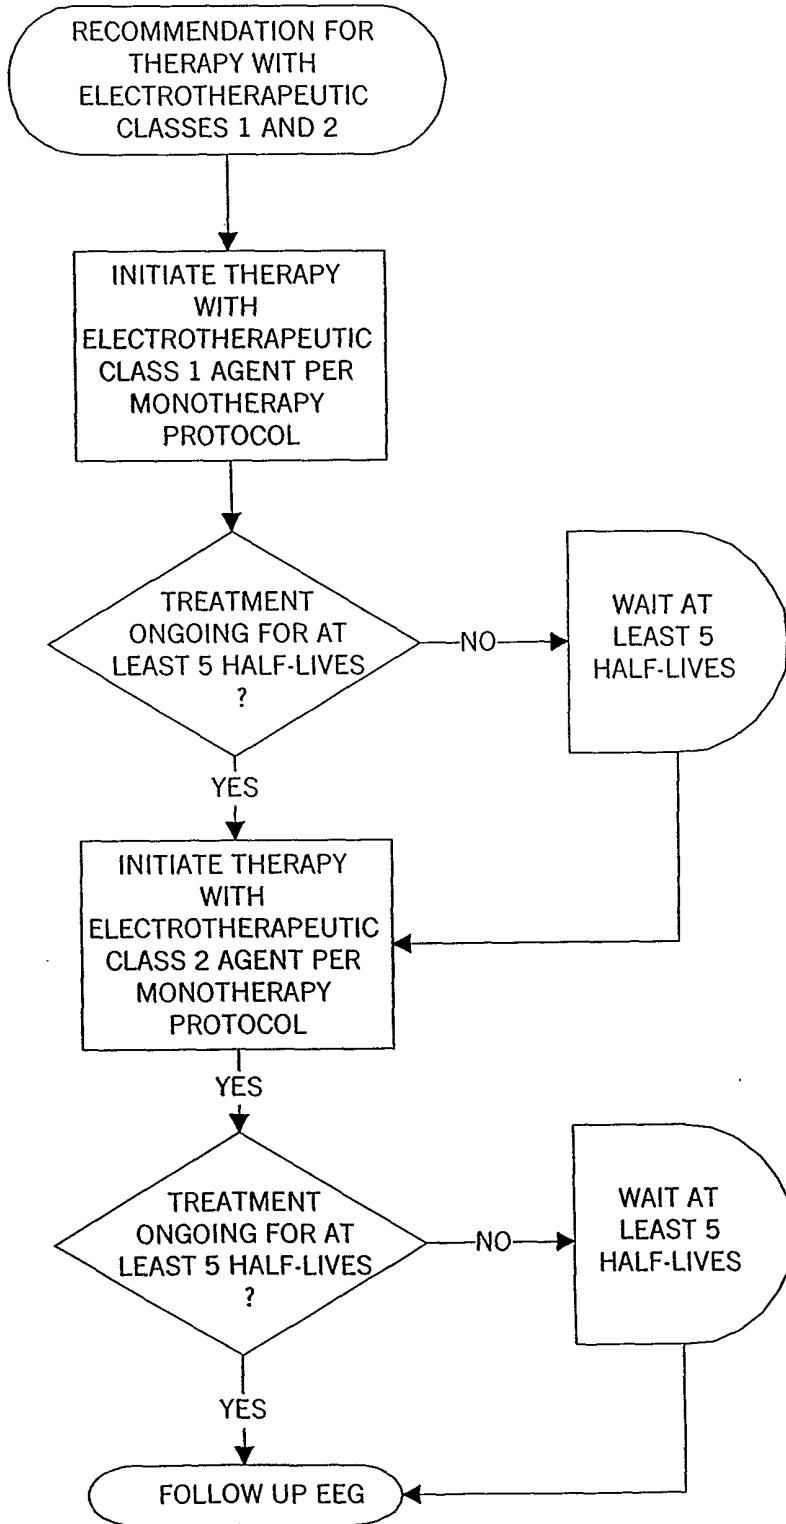 RECOMMENDATION FOR
THERAPY WITH
ELECTROTHERAPEUTIC
CLASSES 1 AND 2
INITIATE THERAPY
WITH
ELECTROTHERAPEUTIC
CLASS 1 AGENT PER
MONOTHERAPY
PROTOCOL
TREATMENT
ONGOING FOR AT
LEAST 5 HALF-LIVES
?
NO
WAIT AT
LEAST 5
HALF-LIVES
YES
INITIATE THERAPY
WITH
ELECTROTHERAPEUTIC
CLASS 2 AGENT PER
MONOTHERAPY
PROTOCOL
YES
TREATMENT
ONGOING FOR AT
LEAST 5 HALF-LIVES
?
NO
WAIT AT
LEAST 5
HALF-LIVES
YES
FOLLOW UP EEG